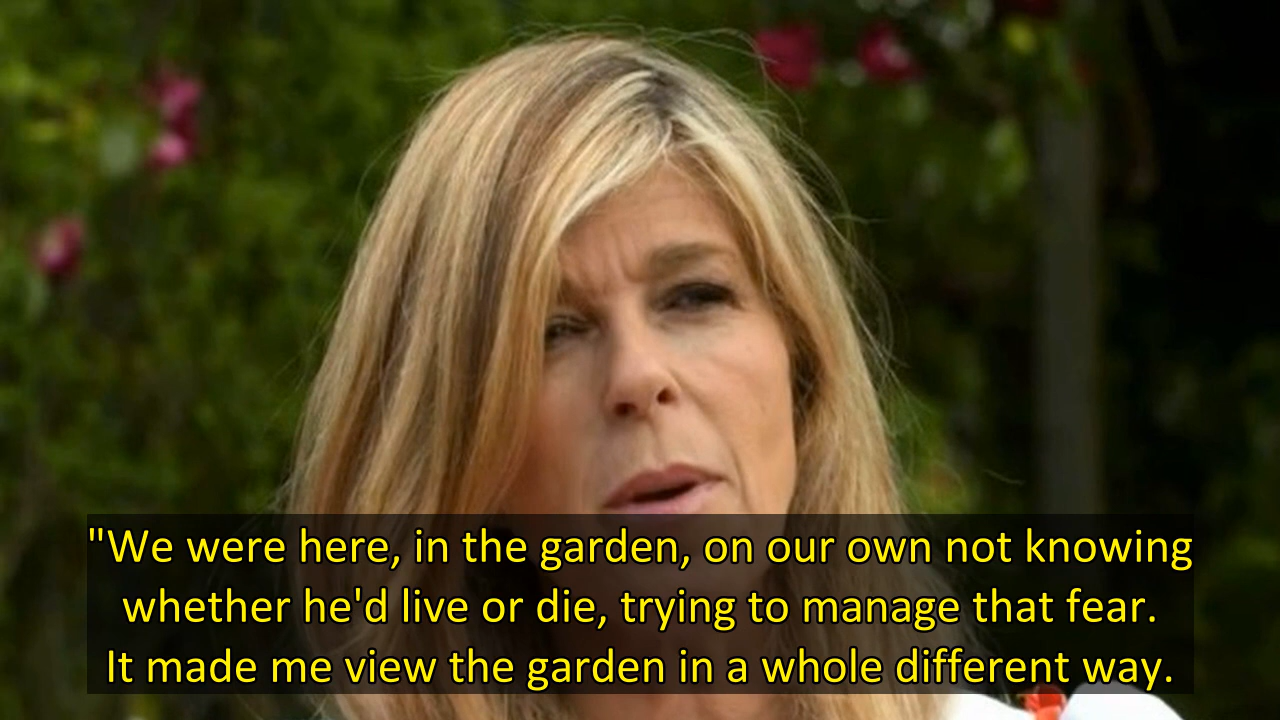 "We were here, in the garden, on our own not knowing
whether he'd live or die, trying to manage that fear.
It made me view the garden in a whole different way.